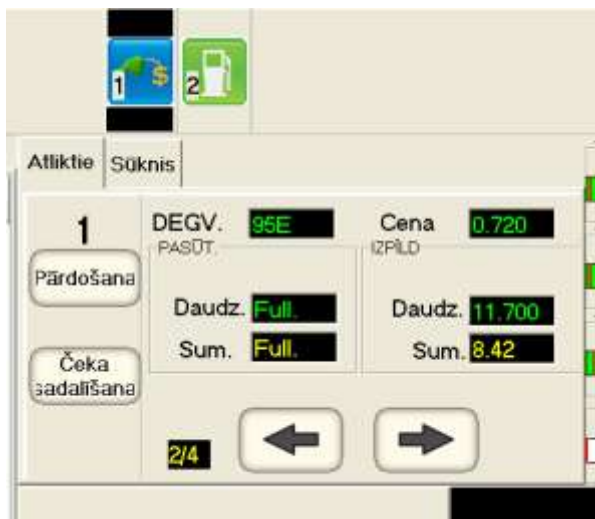 1 $ 2
Atliktie Sūknis
1 DEGV. 95E Cena 0.720
PASŪT. IZPILD
Pārdošana
Daudz. Full. Daudz. 11.700
Sum. Full. Sum. 8.42
Čeka
sadalīšana
2/4